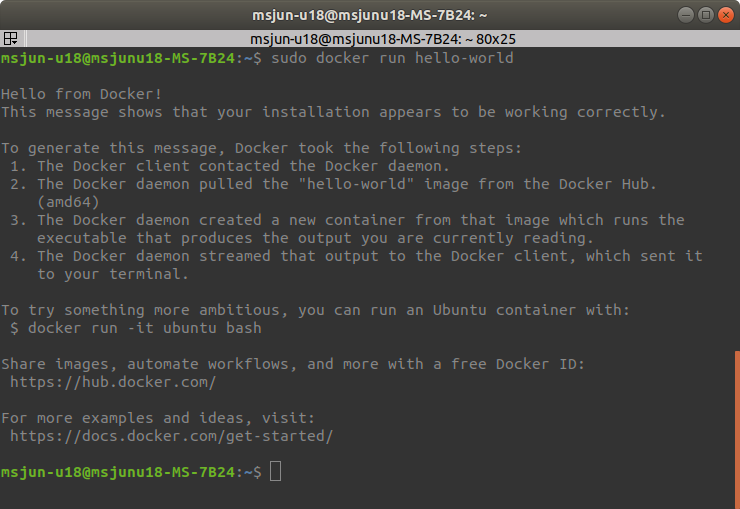 msjun-u18@msjunu18-MS-7B24: ~
msjun-u18@msjunu18-MS-7B24: ~ 80x25
msjun-u18@msjunu18-MS-7B24:~$ sudo docker run hello-world
Hello from Docker!
This message shows that your installation appears to be working correctly.
To generate this message, Docker took the following steps:
1. The Docker client contacted the Docker daemon.
2. The Docker daemon pulled the "hello-world" image from the Docker Hub.
(amd64)
3. The Docker daemon created a new container from that image which runs the
executable that produces the output you are currently reading.
4. The Docker daemon streamed that output to the Docker client, which sent it
to your terminal.
To try something more ambitious, you can run an Ubuntu container with:
$ docker run -it ubuntu bash
Share images, automate workflows, and more with a free Docker ID:
https://hub.docker.com/
For more examples and ideas, visit:
https://docs.docker.com/get-started/
msjun-u18@msjunu18-MS-7B24:~$